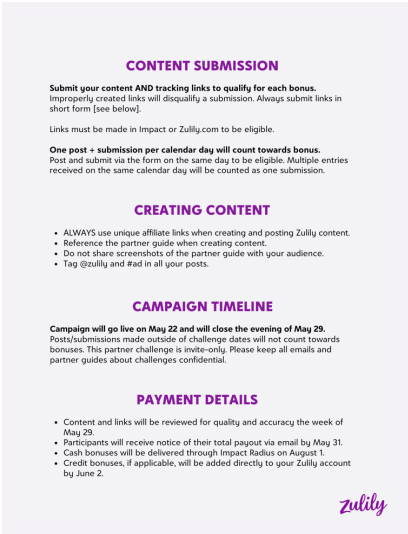 CONTENT SUBMISSION
Submit your content AND tracking links to qualify for each bonus.
Improperly created links will disqualify a submission. Always submit links in
short form [see below].
Links must be made in Impact or Zulily.com to be eligible.
One post + submission per calendar day will count towards bonus.
Post and submit via the form on the same day to be eligible. Multiple entries
received on the same calendar day will be counted as one submission.
CREATING CONTENT
• ALWAYS use unique affiliate links when creating and posting Zulily content.
• Reference the partner guide when creating content.
• Do not share screenshots of the partner guide with your audience.
• Tag @zulily and #ad in all your posts.
CAMPAIGN TIMELINE
Campaign will go live on May 22 and will close the evening of May 29.
Posts/submissions made outside of challenge dates will not count towards
bonuses. This partner challenge is invite-only. Please keep all emails and
partner guides about challenges confidential.
PAYMENT DETAILS
• Content and links will be reviewed for quality and accuracy the week of
May 29.
• Participants will receive notice of their total payout via email by May 31.
• Cash bonuses will be delivered through Impact Radius on August 1.
• Credit bonuses, if applicable, will be added directly to your Zulily account
by June 2.
zulily